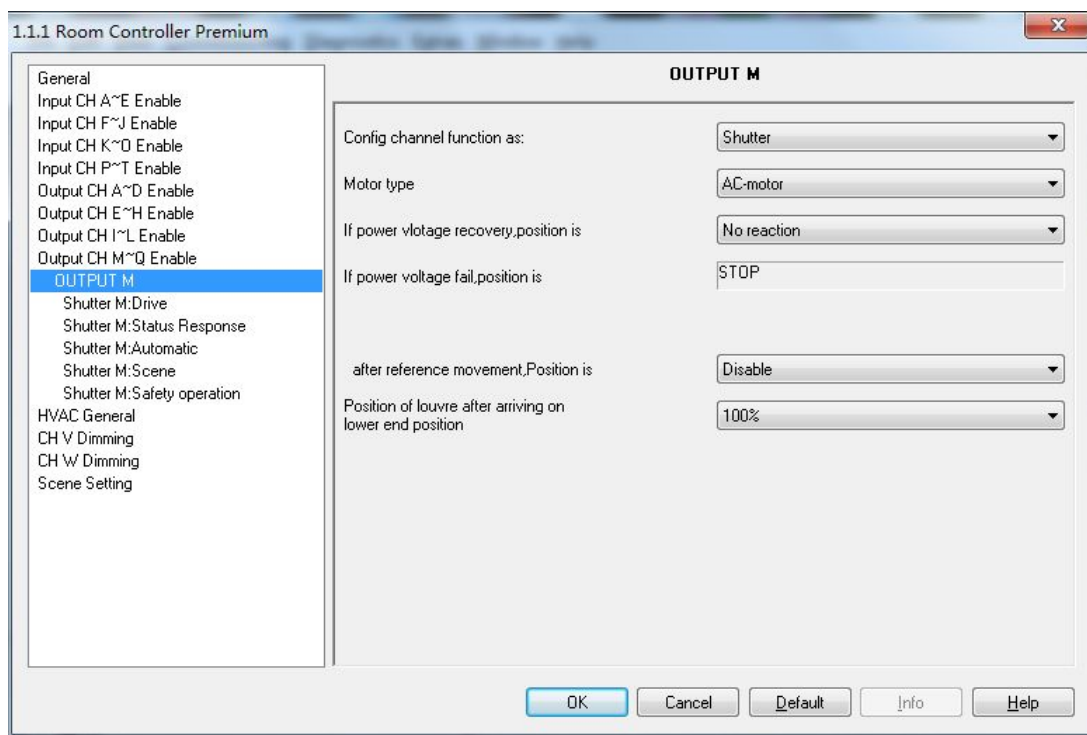 1.1.1 Room Controller Premium
General
Input CH A~E Enable
Input CH F~J Enable
Input CH K~O Enable
Input CH P~T Enable
Output CH A~D Enable
Output CH E~H Enable
Output CH I~L Enable
Output CH M~Q Enable
OUTPUT M
Shutter M:Drive
Shutter M:Status Response
Shutter M:Automatic
Shutter M:Scene
Shutter M:Safety operation
HVAC General
CH V Dimming
CH W Dimming
Scene Setting
OUTPUT M
Config channel function as: Shutter
Motor type AC-motor
If power vlotage recovery,position is No reaction
If power voltage fail,position is STOP
after reference movement,Position is Disable
Position of louvre after arriving on
lower end position 100%
OK Cancel Default Info Help